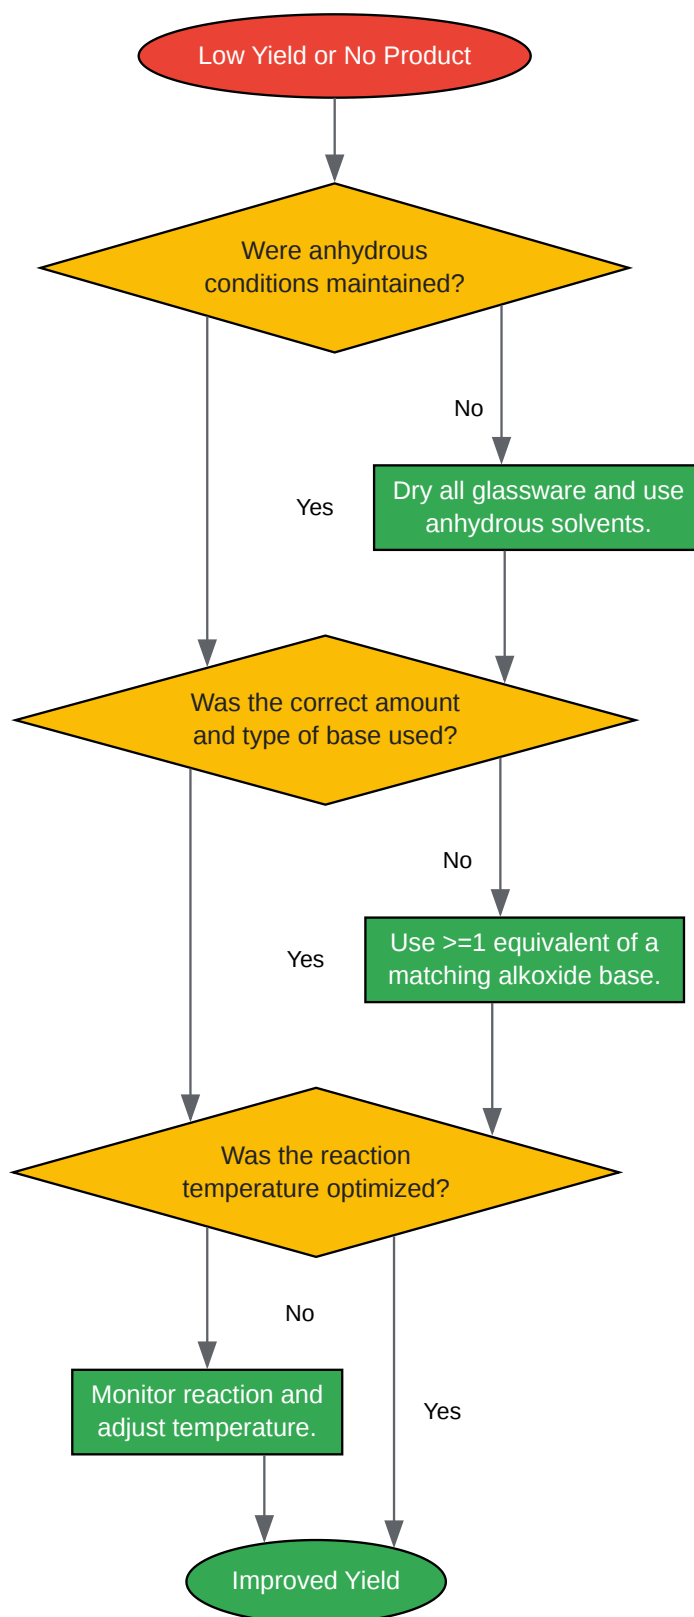 Low Yield or No Product
Were anhydrous
conditions maintained?
No
Dry all glassware and use
anhydrous solvents.
Yes
Was the correct amount
and type of base used?
No
Use >=1 equivalent of a
matching alkoxide base.
Yes
Was the reaction
temperature optimized?
No
Monitor reaction and
adjust temperature.
Yes
Improved Yield